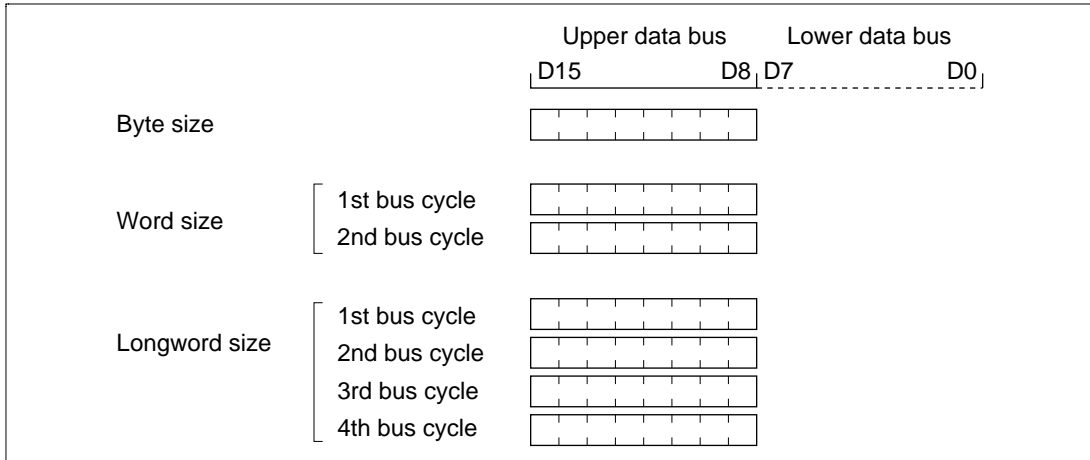 Upper data bus Lower data bus
D15 D8 D7 D0
Byte size
1st bus cycle
Word size
2nd bus cycle
1st bus cycle
Longword size
2nd bus cycle
3rd bus cycle
4th bus cycle